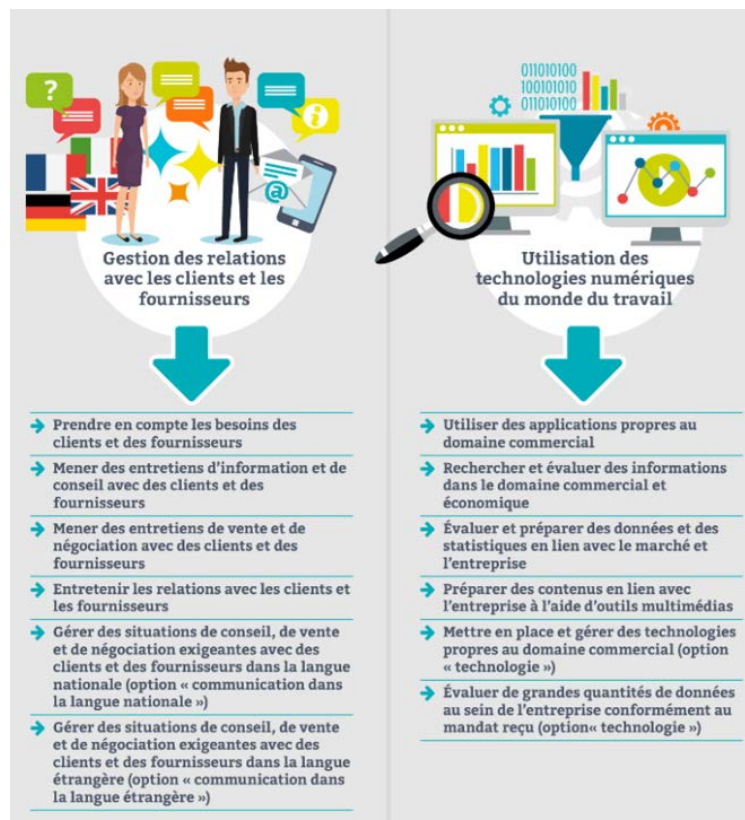 ?
i
@
Gestion des relations
avec les clients et les
fournisseurs
Prendre en compte les besoins des
clients et des fournisseurs
Mener des entretiens d'information et de
conseil avec des clients et des
fournisseurs
Mener des entretiens de vente et de
négociation avec des clients et des
fournisseurs
Entretenir les relations avec les clients et
les fournisseurs
Gérer des situations de conseil, de vente
et de négociation exigeantes avec des
clients et des fournisseurs dans la langue
nationale (option « communication dans
la langue nationale »)
Gérer des situations de conseil, de vente
et de négociation exigeantes avec des
clients et des fournisseurs dans la langue
étrangère (option « communication dans
la langue étrangère »)
011010100
100101010
011010100
Utilisation des
technologies numériques
du monde du travail
Utiliser des applications propres au
domaine commercial
Rechercher et évaluer des informations
dans le domaine commercial et
économique
Évaluer et préparer des données et des
statistiques en lien avec le marché et
l'entreprise
Préparer des contenus en lien avec
l'entreprise à l'aide d'outils multimédias
Mettre en place et gérer des technologies
propres au domaine commercial (option
« technologie »)
Évaluer de grandes quantités de données
au sein de l'entreprise conformément au
mandat reçu (option« technologie »)